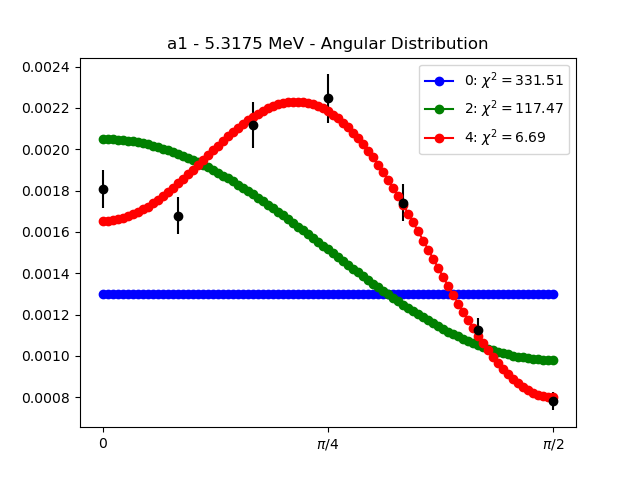 a1 - 5.3175 MeV - Angular Distribution
0.0024
0.0022
0.0020
0.0018
0.0016
0.0014
0.0012
0.0010
0.0008
0: χ² = 331.51
2: χ² = 117.47
4: χ² = 6.69
0
π/4
π/2